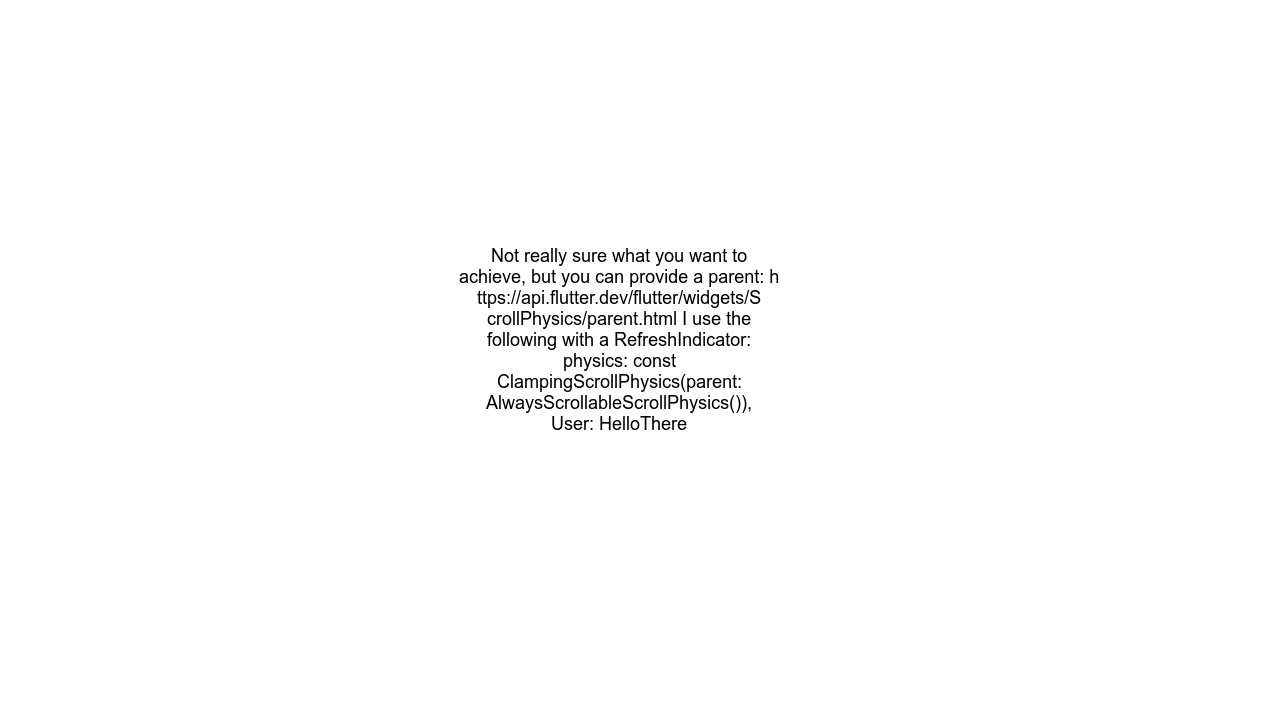 Not really sure what you want to
achieve, but you can provide a parent: h
ttps://api.flutter.dev/flutter/widgets/S
crollPhysics/parent.html I use the
following with a RefreshIndicator:
physics: const
ClampingScrollPhysics(parent:
AlwaysScrollableScrollPhysics()),
User: HelloThere